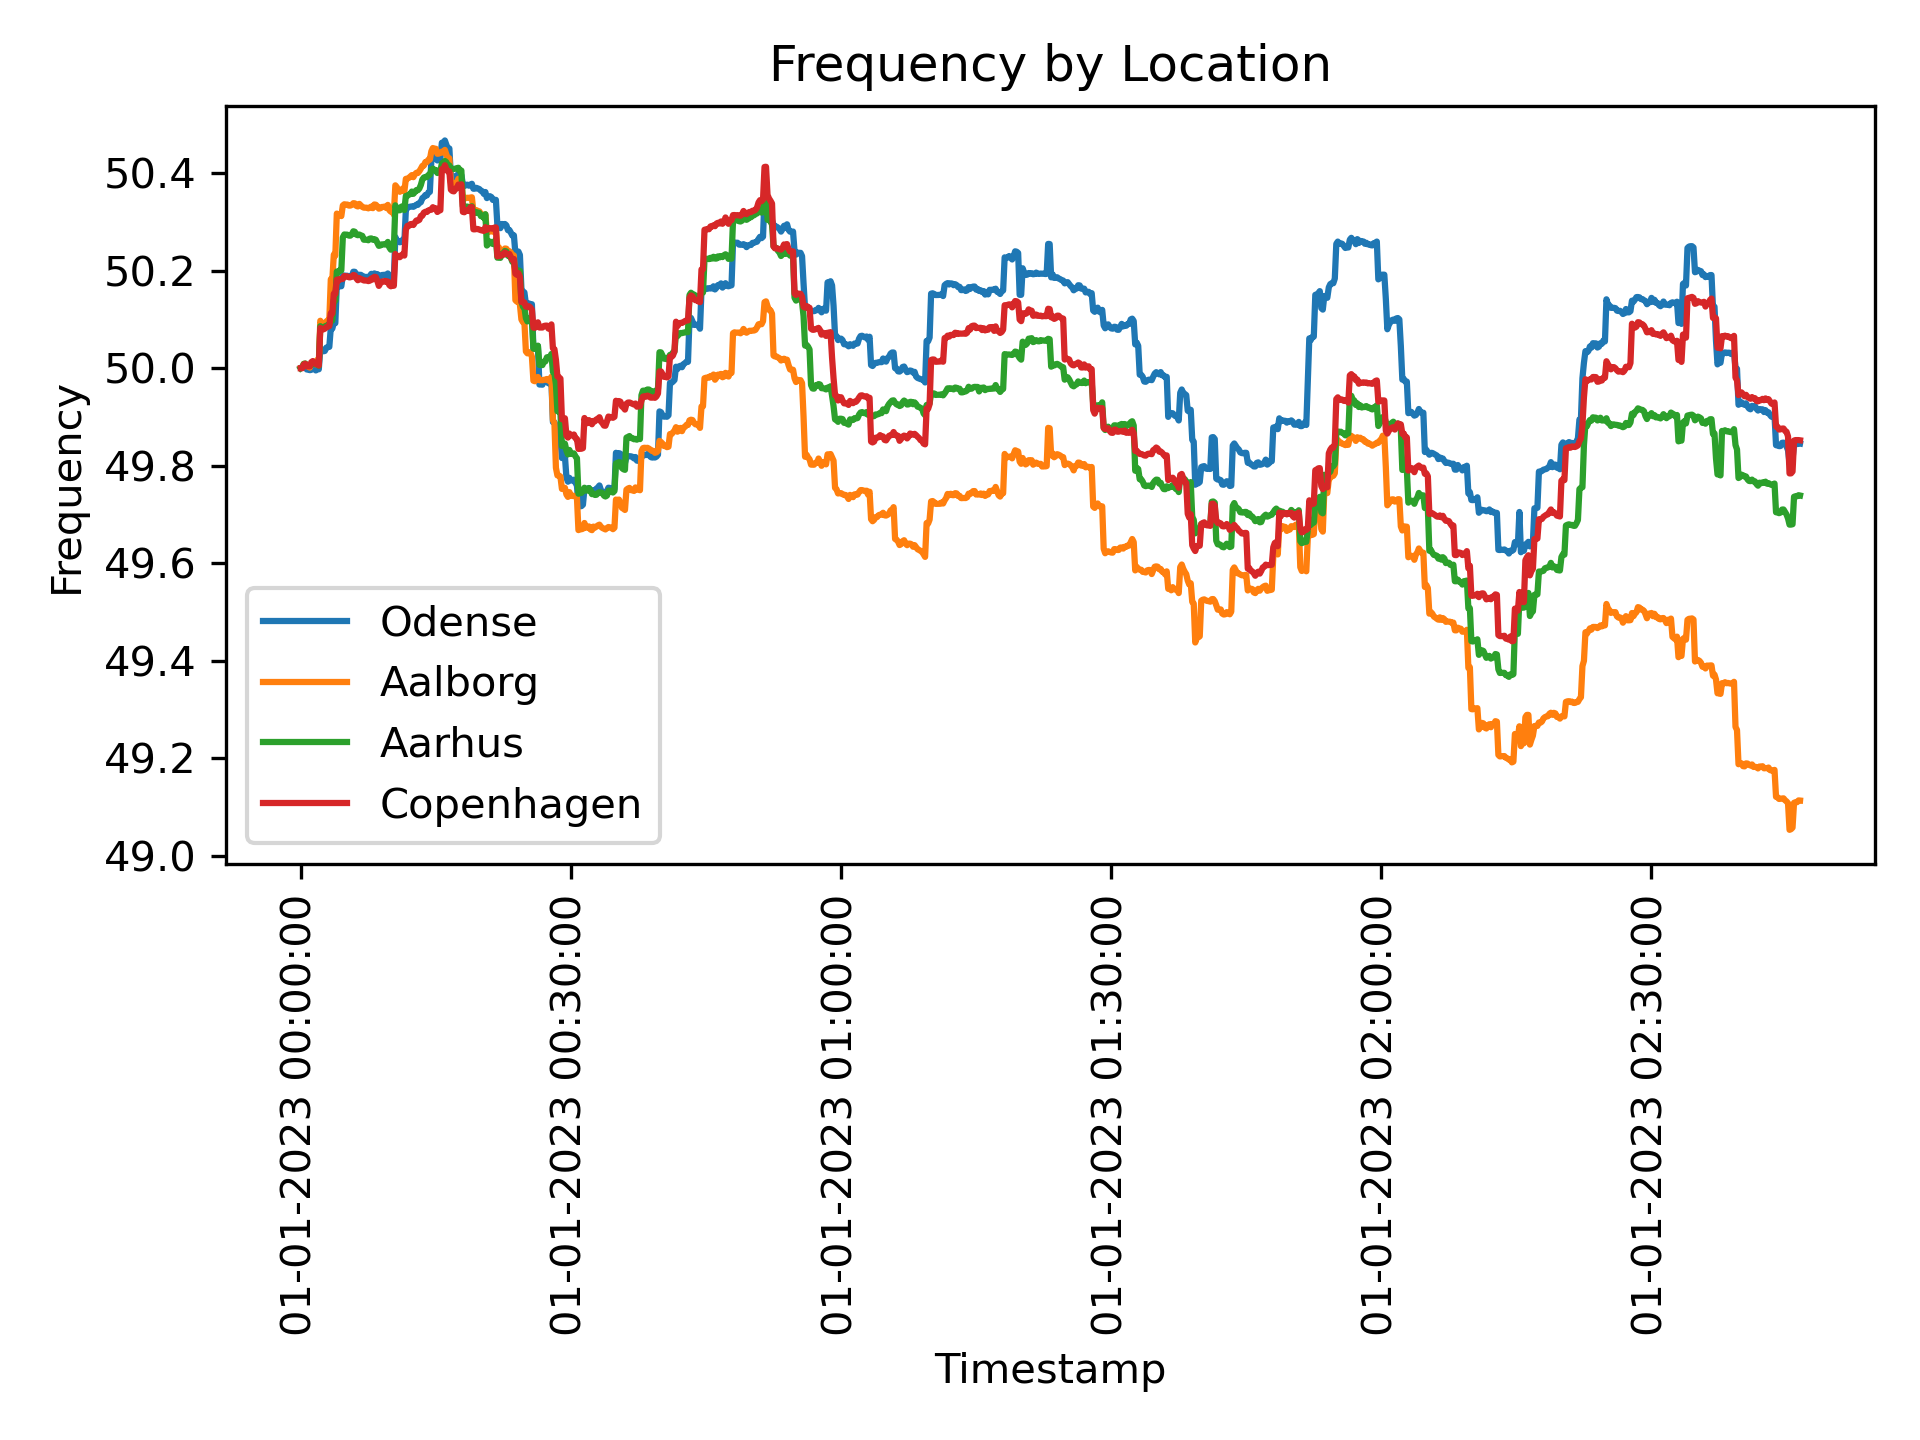 Frequency by Location
Frequency
50.4
50.2
50.0
49.8
49.6
49.4
49.2
49.0
Odense
Aalborg
Aarhus
Copenhagen
01-01-2023 00:00:00
01-01-2023 00:30:00
01-01-2023 01:00:00
01-01-2023 01:30:00
01-01-2023 02:00:00
01-01-2023 02:30:00
Timestamp